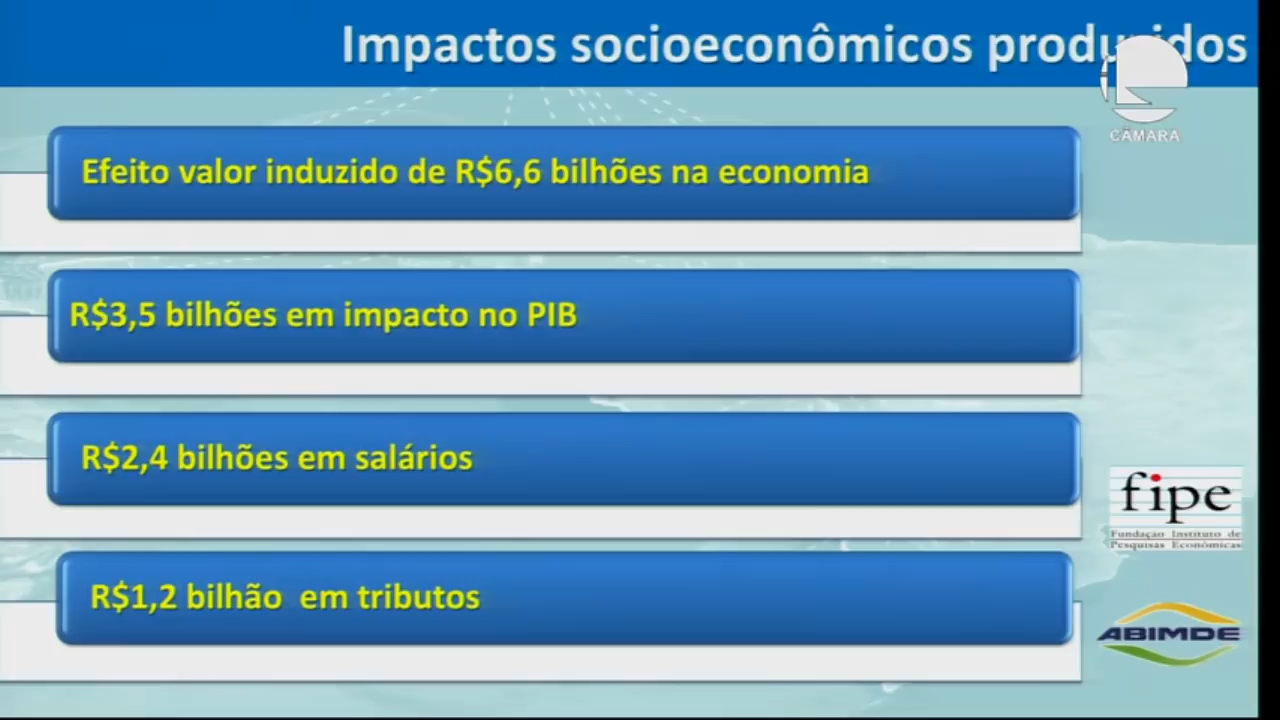 Impactos socioeconômicos produzidos
CÂMARA
Efeito valor induzido de R$6,6 bilhões na economia
R$3,5 bilhões em impacto no PIB
R$2,4 bilhões em salários
R$1,2 bilhão em tributos
fipe
Fundação Instituto de
Pesquisas Econômicas
ABIMDE